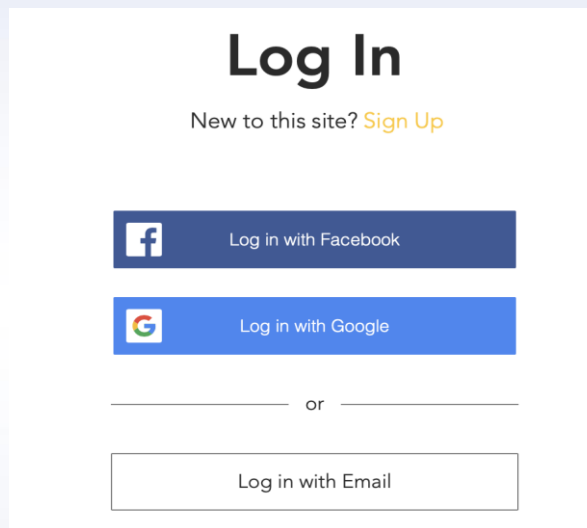 Log In
New to this site? Sign Up
Log in with Facebook
Log in with Google
or
Log in with Email